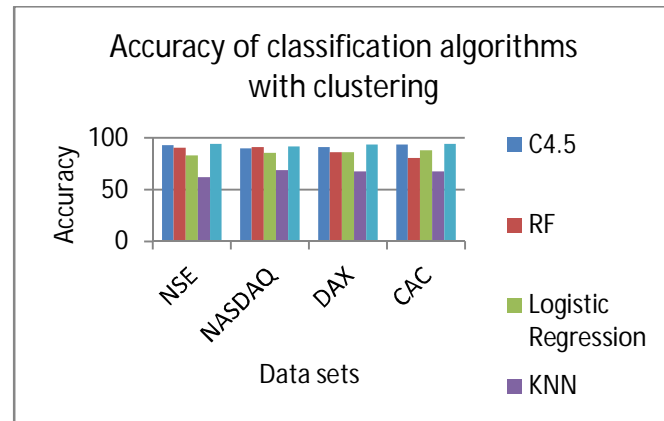 Accuracy of classification algorithms
with clustering
Accuracy
100
50
0
NSE
NASDAQ
DAX
CAC
Data sets
C4.5
RF
Logistic
Regression
KNN